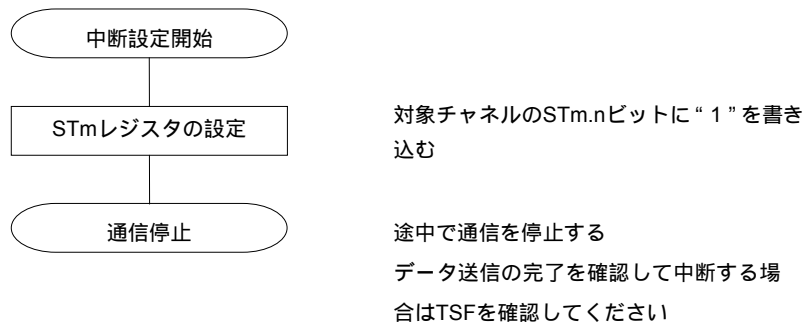 中断設定開始
STmレジスタの設定
対象チャネルのSTm.nビットに“1”を書き
込む
通信停止
途中で通信を停止する
データ送信の完了を確認して中断する場
合はTSFを確認してください